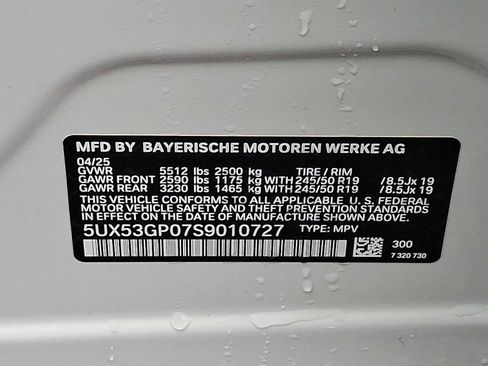 MFD BY BAYERISCHE MOTOREN WERKE AG
04/25
GVWR 5512 lbs 2500 kg TIRE / RIM
GAWR FRONT 2590 lbs 1175 kg WITH 245/50 R19 / 8.5Jx 19
GAWR REAR 3230 lbs 1465 kg WITH 245/50 R19 / 8.5Jx 19
THIS VEHICLE CONFORMS TO ALL APPLICABLE U. S. FEDERAL
MOTOR VEHICLE SAFETY AND THEFT PREVENTION STANDARDS
IN EFFECT ON THE DATE OF MANUFACTURE SHOWN ABOVE.
5UX53GP07S9010727 TYPE: MPV
300
7 320 730